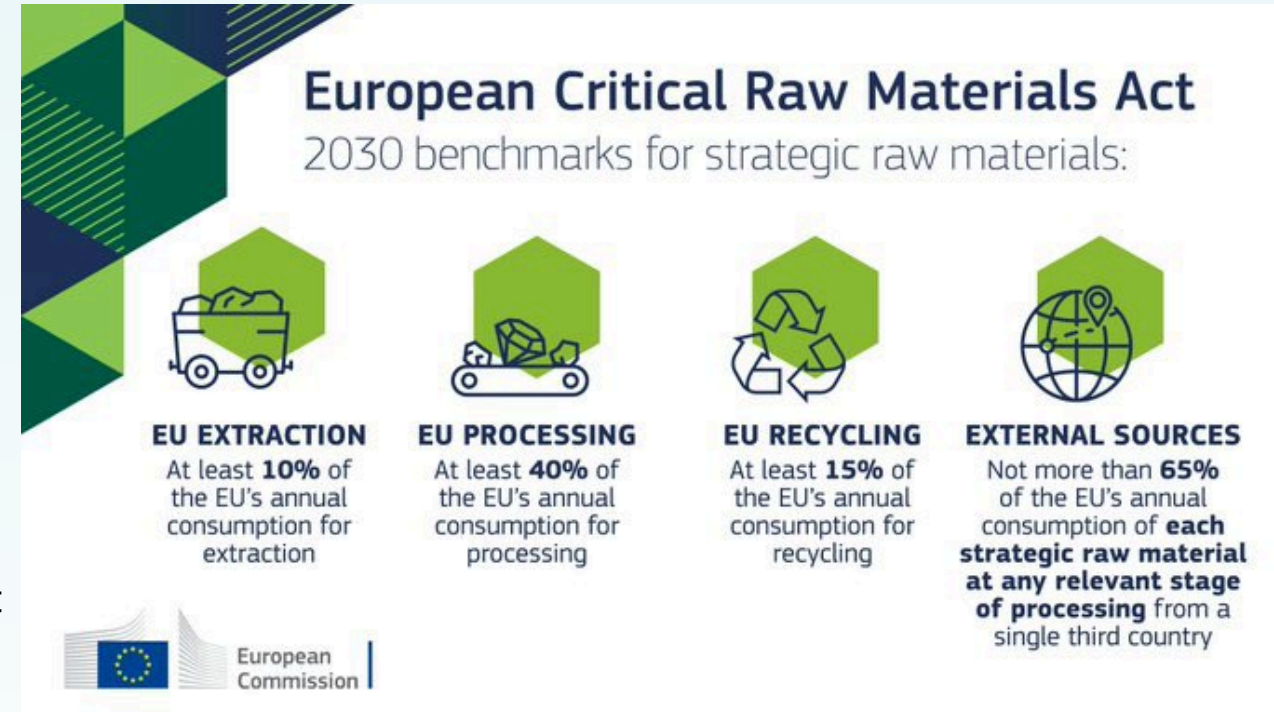 European Critical Raw Materials Act
2030 benchmarks for strategic raw materials:
EU EXTRACTION
At least 10% of
the EU's annual
consumption for
extraction
EU PROCESSING
At least 40% of
the EU's annual
consumption for
processing
EU RECYCLING
At least 15% of
the EU's annual
consumption for
recycling
EXTERNAL SOURCES
Not more than 65%
of the EU's annual
consumption of each
strategic raw material
at any relevant stage
of processing from a
single third country
European
Commission